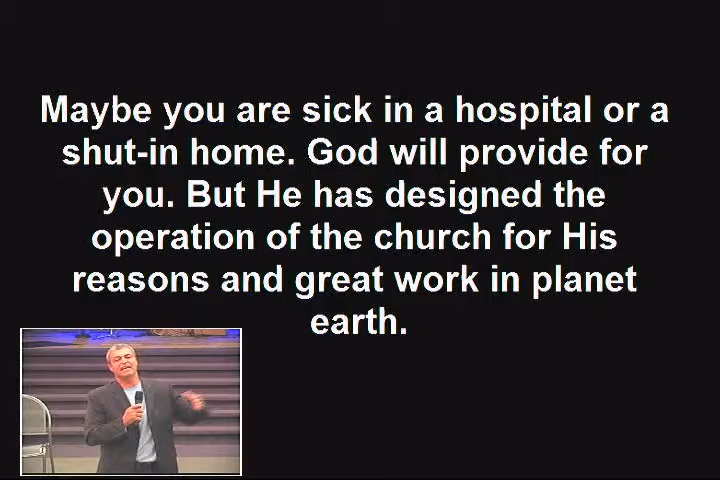 Maybe you are sick in a hospital or a
shut-in home. God will provide for
you. But He has designed the
operation of the church for His
reasons and great work in planet
earth.